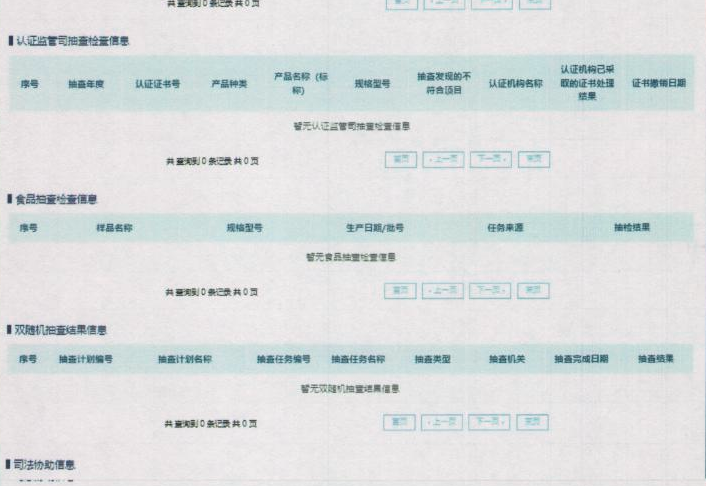 共查询到 0 条记录 共 0 页 首页 ‹ 上一页 下一页 › 末页
认证监管司抽查检查信息
序号 抽查年度 认证证书号 产品种类 产品名称（标称） 规格型号 抽查发现的不符合项目 认证机构名称 认证机构已采取的证书处理结果 证书撤销日期
暂无认证监管司抽查检查信息
共查询到 0 条记录 共 0 页 首页 ‹ 上一页 下一页 › 末页
食品抽查检查信息
序号 样品名称 规格型号 生产日期/批号 任务来源 抽检结果
暂无食品抽查检查信息
共查询到 0 条记录 共 0 页 首页 ‹ 上一页 下一页 › 末页
双随机抽查结果信息
序号 抽查计划编号 抽查计划名称 抽查任务编号 抽查任务名称 抽查类型 抽查机关 抽查完成日期 抽查结果
暂无双随机抽查结果信息
共查询到 0 条记录 共 0 页 首页 ‹ 上一页 下一页 › 末页
司法协助信息